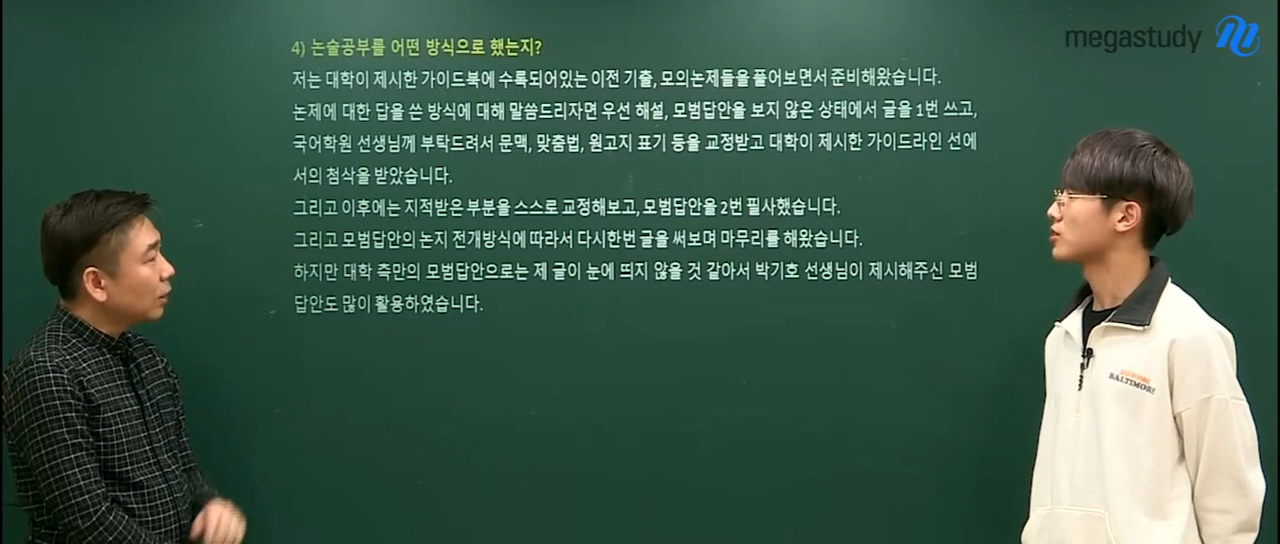 megastudy
4) 논술공부를 어떤 방식으로 했는지?
저는 대학이 제시한 가이드북에 수록되어있는 이전 기출, 모의논제들을 풀어보면서 준비해왔습니다.
논제에 대한 답을 쓴 방식에 대해 말씀드리자면 우선 해설, 모범답안을 보지 않은 상태에서 글을 1번 쓰고,
국어학원 선생님께 부탁드려서 문맥, 맞춤법, 원고지 표기 등을 교정받고 대학이 제시한 가이드라인 선에
서의 첨삭을 받았습니다.
그리고 이후에는 지적받은 부분을 스스로 교정해보고, 모범답안을 2번 필사했습니다.
그리고 모범답안의 논지 전개방식에 따라서 다시한번 글을 써보며 마무리를 해왔습니다.
하지만 대학 측만의 모범답안으로는 제 글이 눈에 띄지 않을 것 같아서 박기호 선생님이 제시해주신 모범
답안도 많이 활용하였습니다.
BALTIMORE